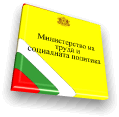 Министерство на
труда и
социалната политика